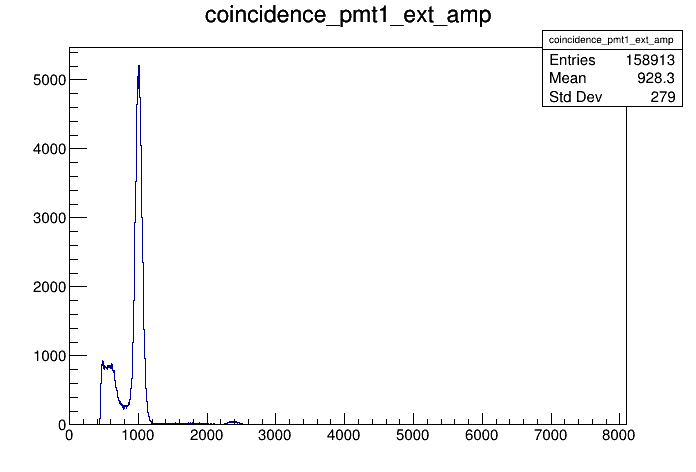 coincidence_pmt1_ext_amp
coincidence_pmt1_ext_amp
Entries 158913
Mean 928.3
Std Dev 279
5000
4000
3000
2000
1000
0
0 1000 2000 3000 4000 5000 6000 7000 8000